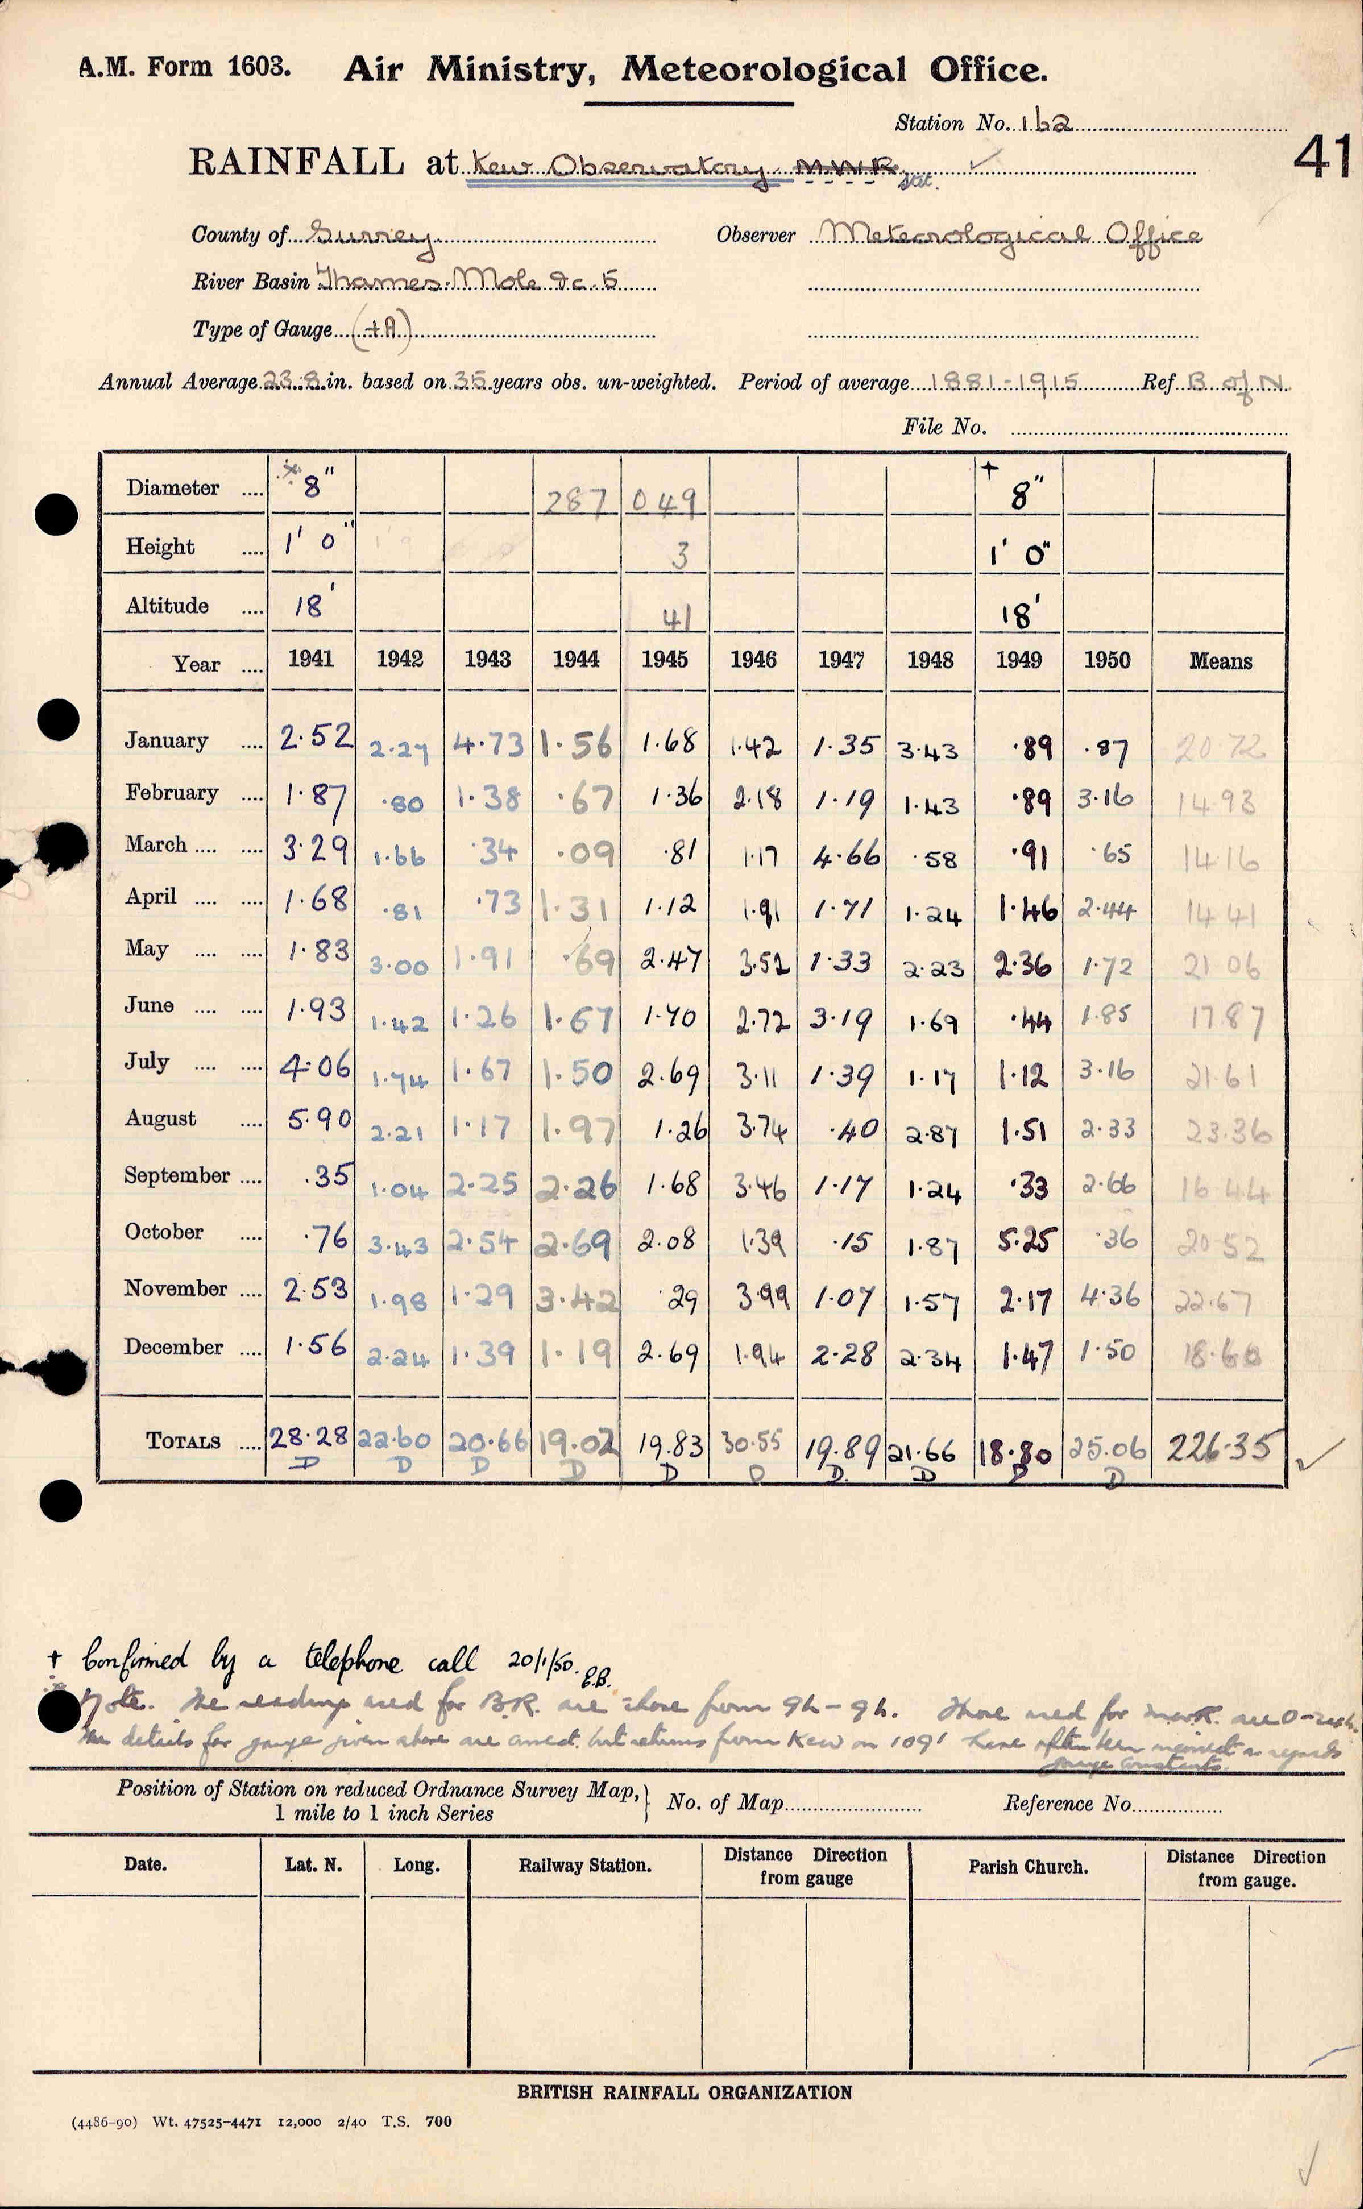 A.M. Form 1603. Air Ministry, Meteorological Office.
Station No. 162
41
RAINFALL at Kew Observatory. M.W.R. Stat.
County of Surrey Observer Meteorological Office
River Basin Thames. Mole &c. 5
Type of Gauge (+A)
Annual Average 23.8 in. based on 35 years obs. un-weighted. Period of average 1881-1915 Ref B of N.
File No.
Diameter .... 8" 287 049 + 8"
Height .... 1' 0" 3 1' 0"
Altitude .... 18' 41 18'
Year .... 1941 1942 1943 1944 1945 1946 1947 1948 1949 1950 Means
January .... 2.52 2.27 4.73 1.56 1.68 1.42 1.35 3.43 .89 .87 20.72
February .... 1.87 .80 1.38 .67 1.36 2.18 1.19 1.43 .89 3.16 14.93
March .... .... 3.29 1.66 .34 .09 .81 1.17 4.66 .58 .91 .65 14.16
April .... .... 1.68 .81 .73 1.31 1.12 1.91 1.71 1.24 1.46 2.44 14.41
May .... .... 1.83 3.00 1.91 .69 2.47 3.52 1.33 2.23 2.36 1.72 21.06
June .... .... 1.93 1.42 1.26 1.67 1.70 2.72 3.19 1.69 .44 1.85 17.87
July .... .... 4.06 1.74 1.67 1.50 2.69 3.11 1.39 1.17 1.12 3.16 21.61
August .... 5.90 2.21 1.17 1.97 1.26 3.74 .40 2.87 1.51 2.33 23.36
September .... .35 1.04 2.25 2.26 1.68 3.46 1.17 1.24 .33 2.66 16.44
October .... .76 3.43 2.54 2.69 2.08 1.39 .15 1.87 5.25 .36 20.52
November .... 2.53 1.98 1.29 3.42 .29 3.99 1.07 1.57 2.17 4.36 22.67
December .... 1.56 2.24 1.39 1.19 2.69 1.94 2.28 2.34 1.47 1.50 18.60
TOTALS .... 28.28 22.60 20.66 19.02 19.83 30.55 19.89 21.66 18.80 25.06 226.35
D D D D D D D. D D D
+ Confirmed by a telephone call 20/1/50. E.B.
Note. The readings used for B.R. are those from 9h - 9h. Those used for M.W.R. are 0-24h.
The details for gauge given above are correct but returns from Kew on 1091 have often been incorrect as regards
gauge constants.
Position of Station on reduced Ordnance Survey Map, } No. of Map Reference No.
1 mile to 1 inch Series
Date. Lat. N. Long. Railway Station. Distance Direction from gauge Parish Church. Distance Direction from gauge.
BRITISH RAINFALL ORGANIZATION
(4486-90) Wt. 47525-4471 12,000 2/40 T.S. 700